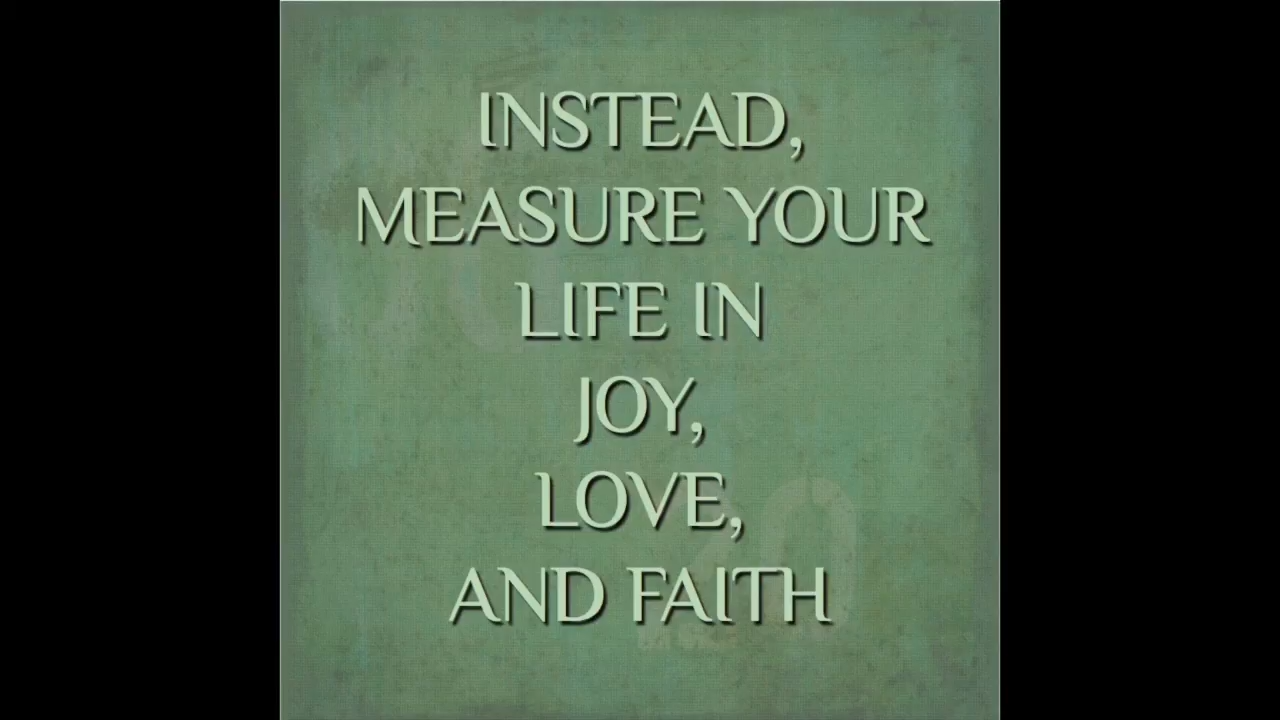 INSTEAD,
MEASURE YOUR
LIFE IN
JOY,
LOVE,
AND FAITH